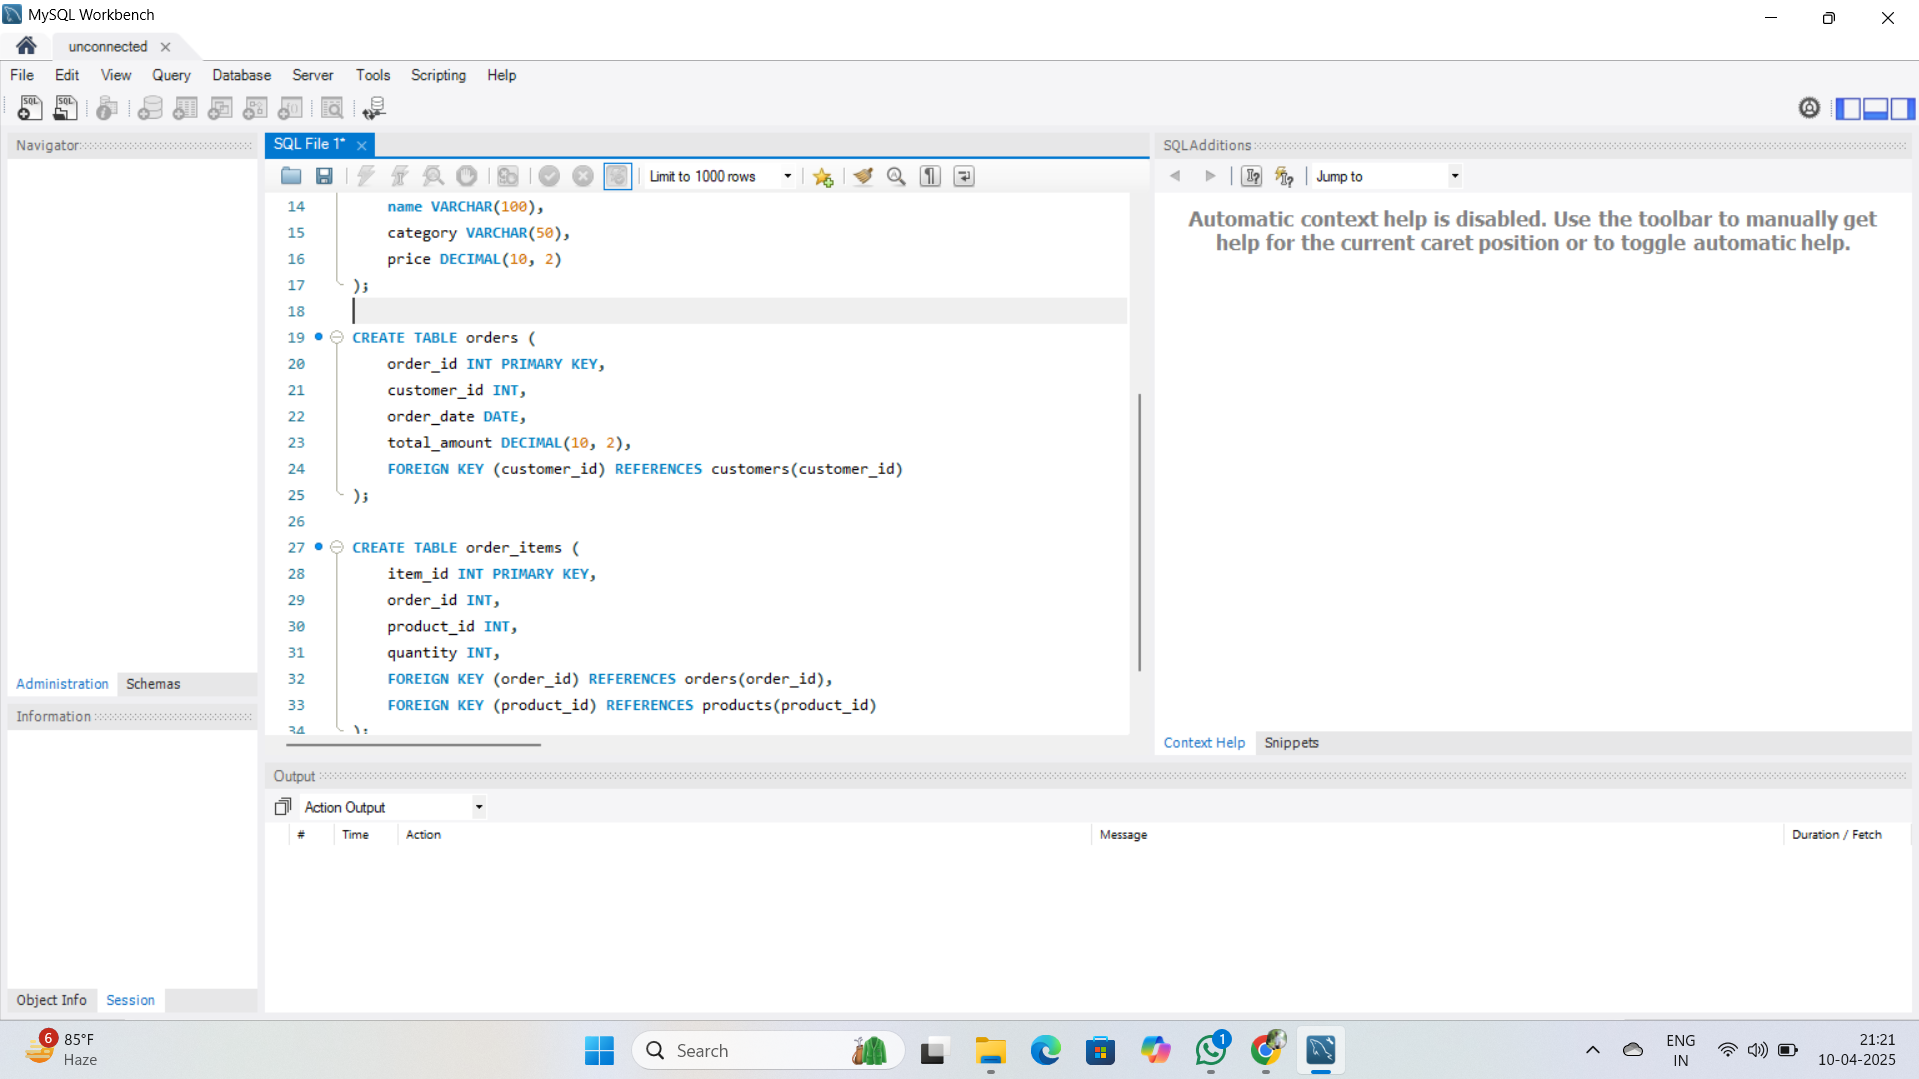 MySQL Workbench
unconnected
File Edit View Query Database Server Tools Scripting Help
SQL SQL
Navigator
SQL File 1*
SQLAdditions
Limit to 1000 rows
Jump to
14 name VARCHAR(100),
15 category VARCHAR(50),
16 price DECIMAL(10, 2)
17 );
18
19 CREATE TABLE orders (
20 order_id INT PRIMARY KEY,
21 customer_id INT,
22 order_date DATE,
23 total_amount DECIMAL(10, 2),
24 FOREIGN KEY (customer_id) REFERENCES customers(customer_id)
25 );
26
27 CREATE TABLE order_items (
28 item_id INT PRIMARY KEY,
29 order_id INT,
30 product_id INT,
31 quantity INT,
32 FOREIGN KEY (order_id) REFERENCES orders(order_id),
33 FOREIGN KEY (product_id) REFERENCES products(product_id)
34 );
Automatic context help is disabled. Use the toolbar to manually get
help for the current caret position or to toggle automatic help.
Administration Schemas
Information
Context Help Snippets
Output
Action Output
# Time Action Message Duration / Fetch
Object Info Session
6
85°F
Haze
Search
1
ENG
IN
21:21
10-04-2025